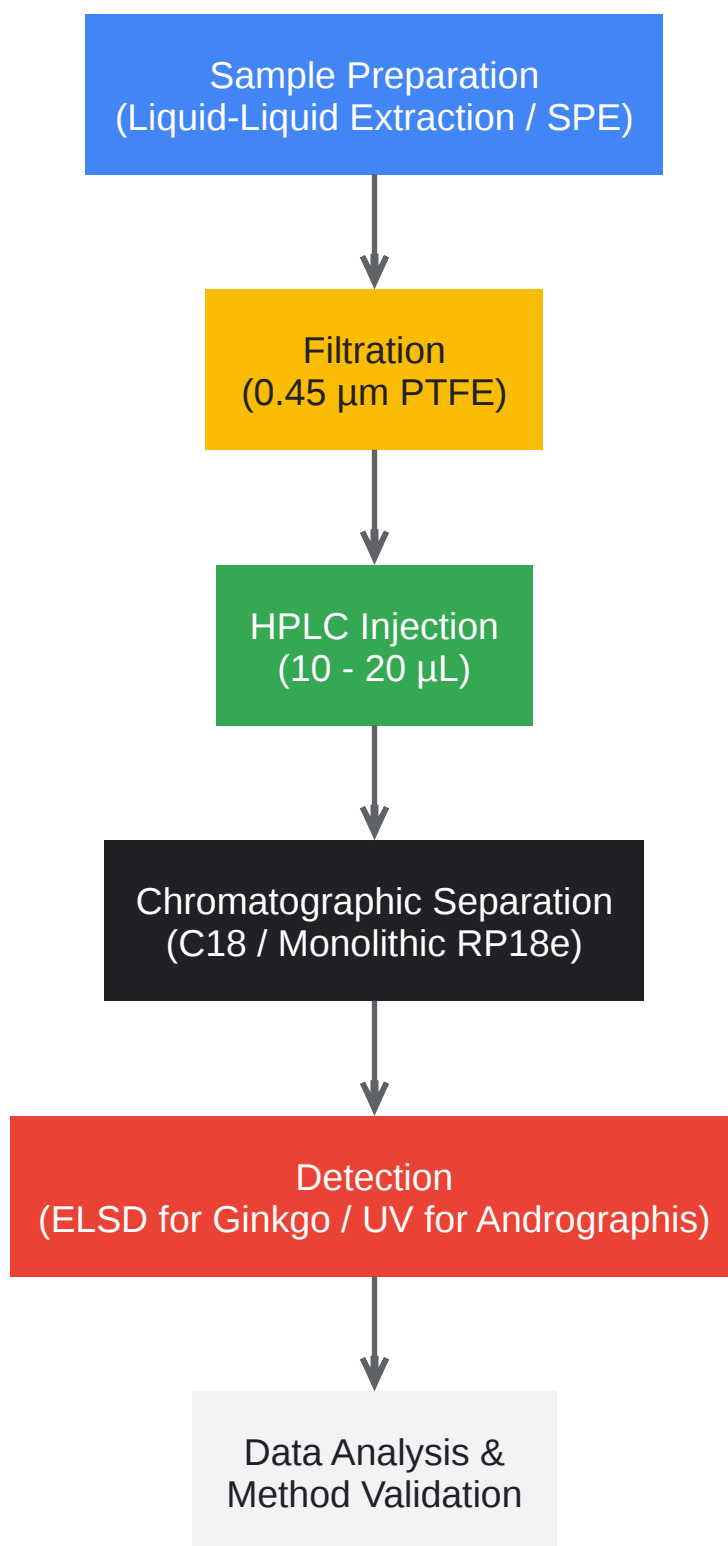 Sample Preparation
(Liquid-Liquid Extraction / SPE)
Filtration
(0.45 µm PTFE)
HPLC Injection
(10 - 20 µL)
Chromatographic Separation
(C18 / Monolithic RP18e)
Detection
(ELSD for Ginkgo / UV for Andrographis)
Data Analysis &
Method Validation